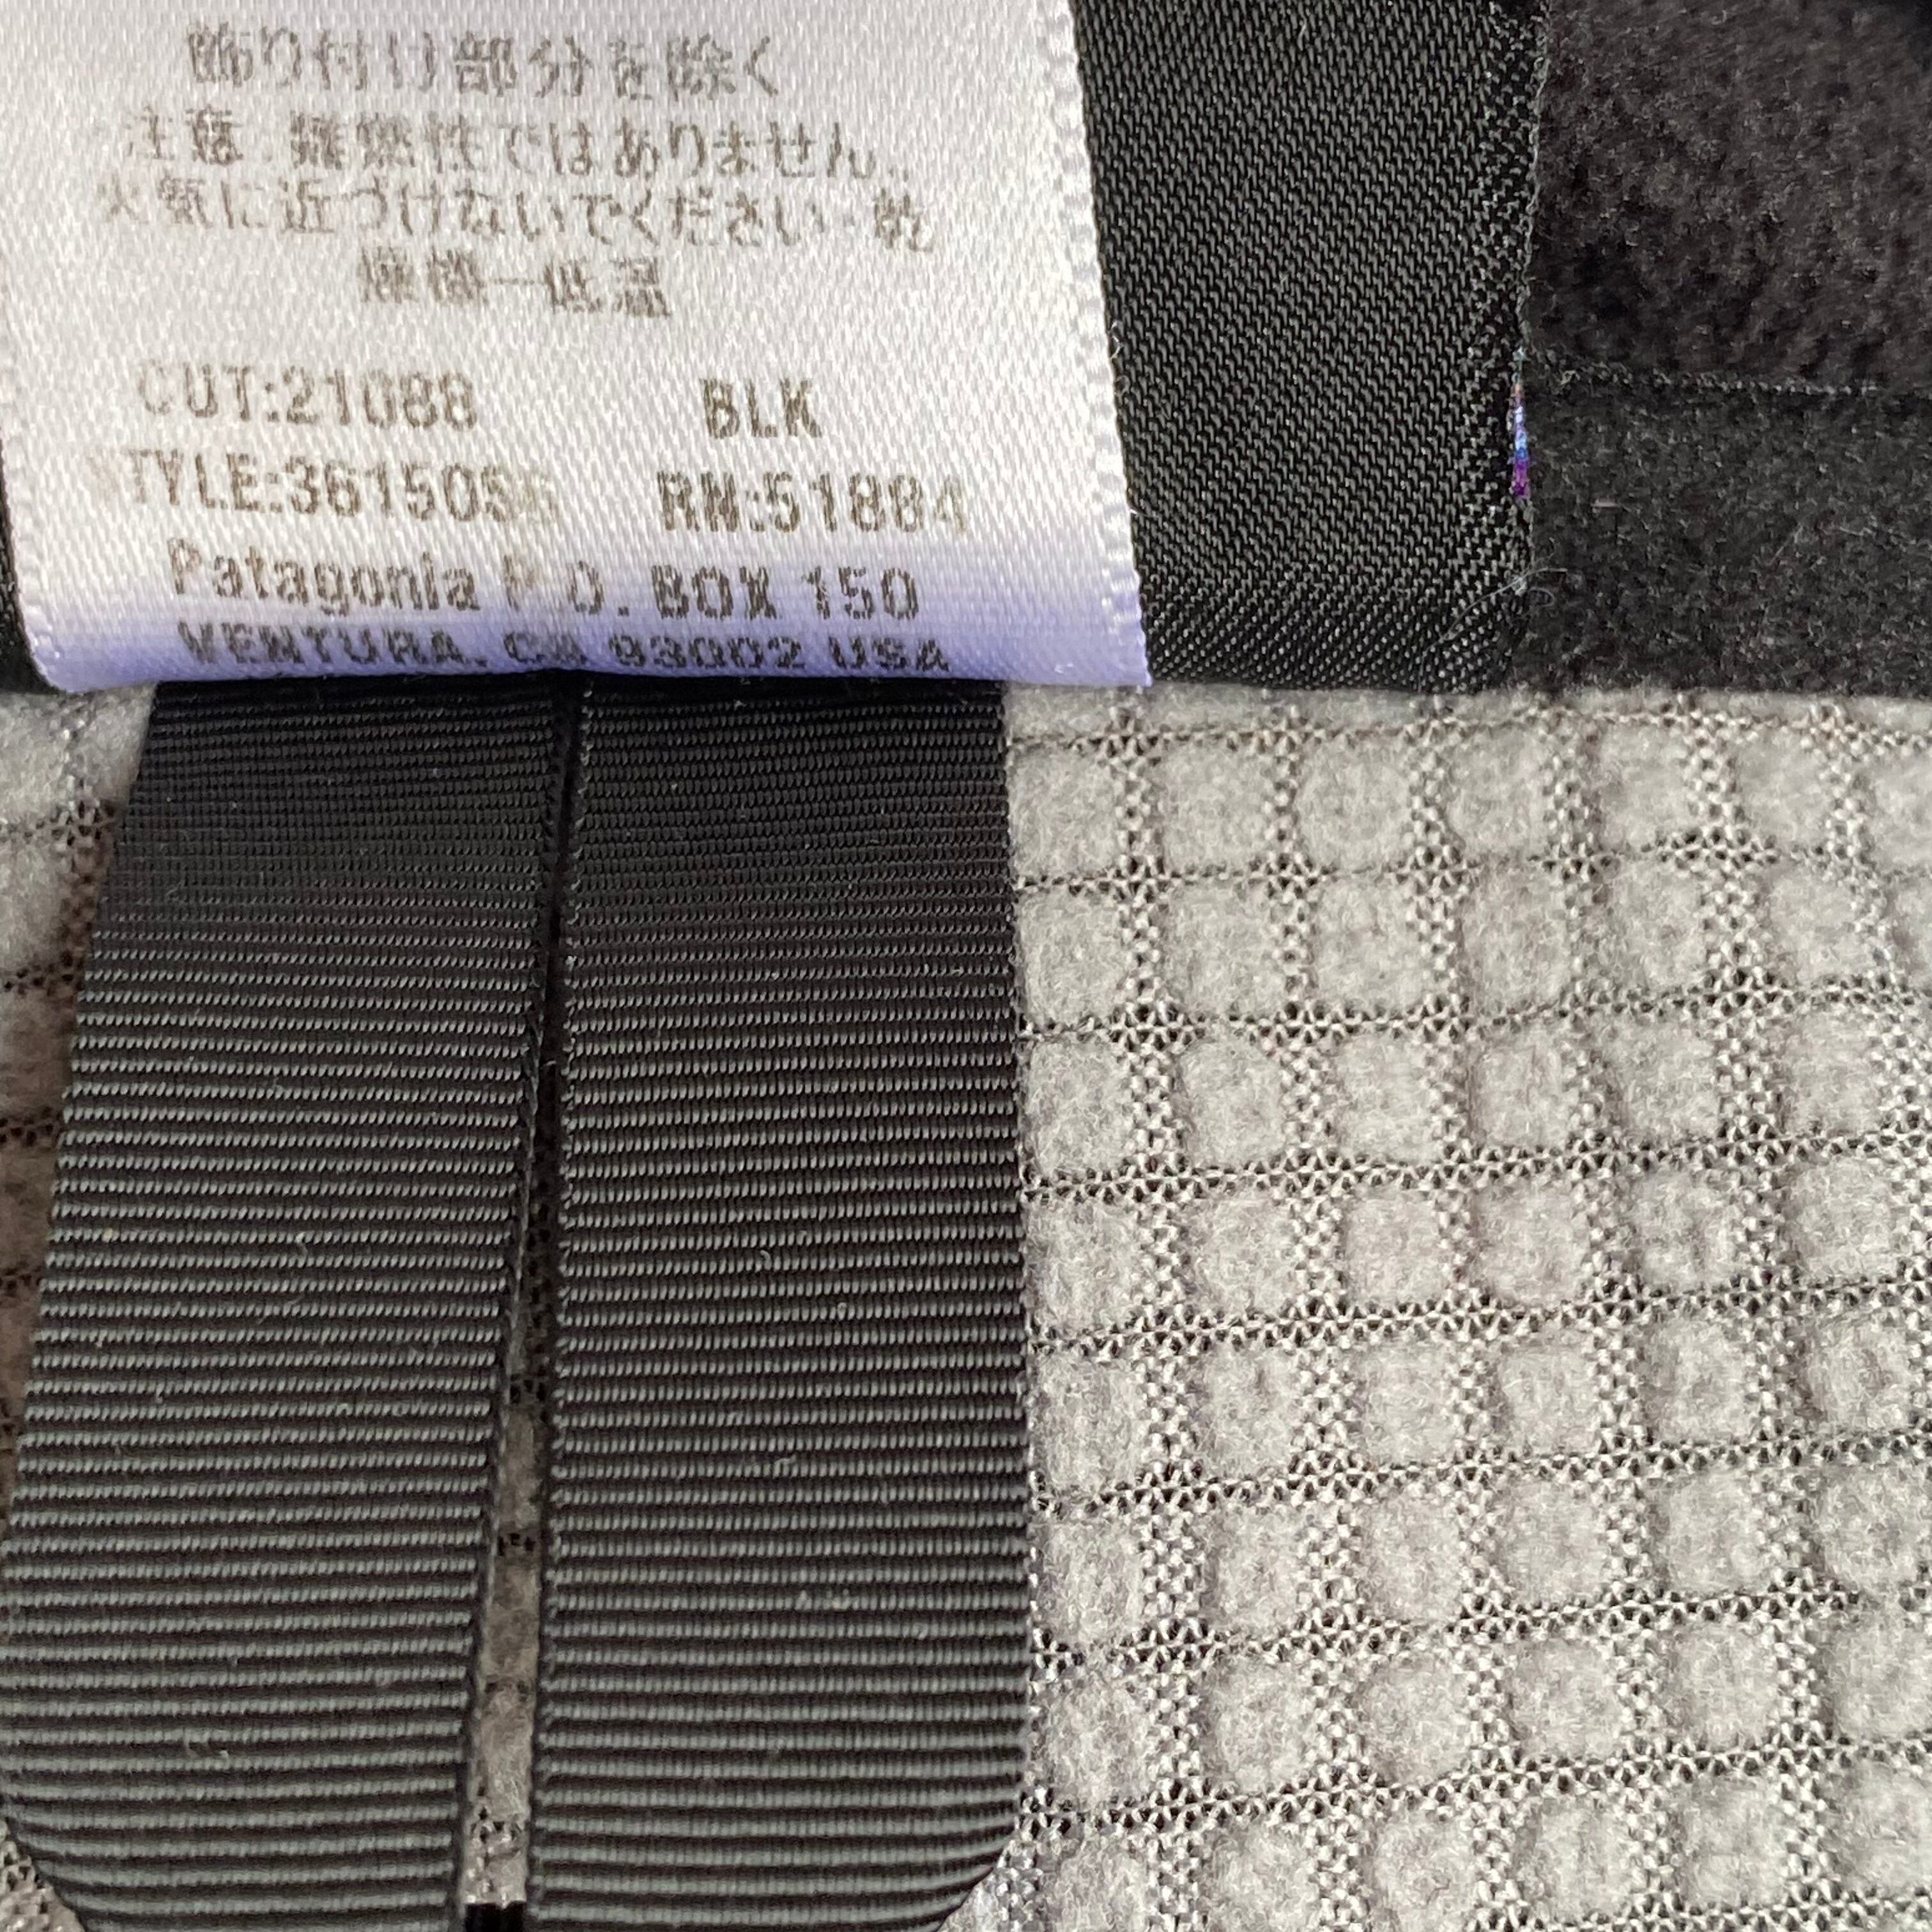 飾り付け部分を除く
注意 難燃性ではありません.
火気に近づけないでください 乾
燥機一低温
CUT:21088 BLK
RN:51884
Patagonia P.O. BOX 150
VENTURA, CA 93002 USA